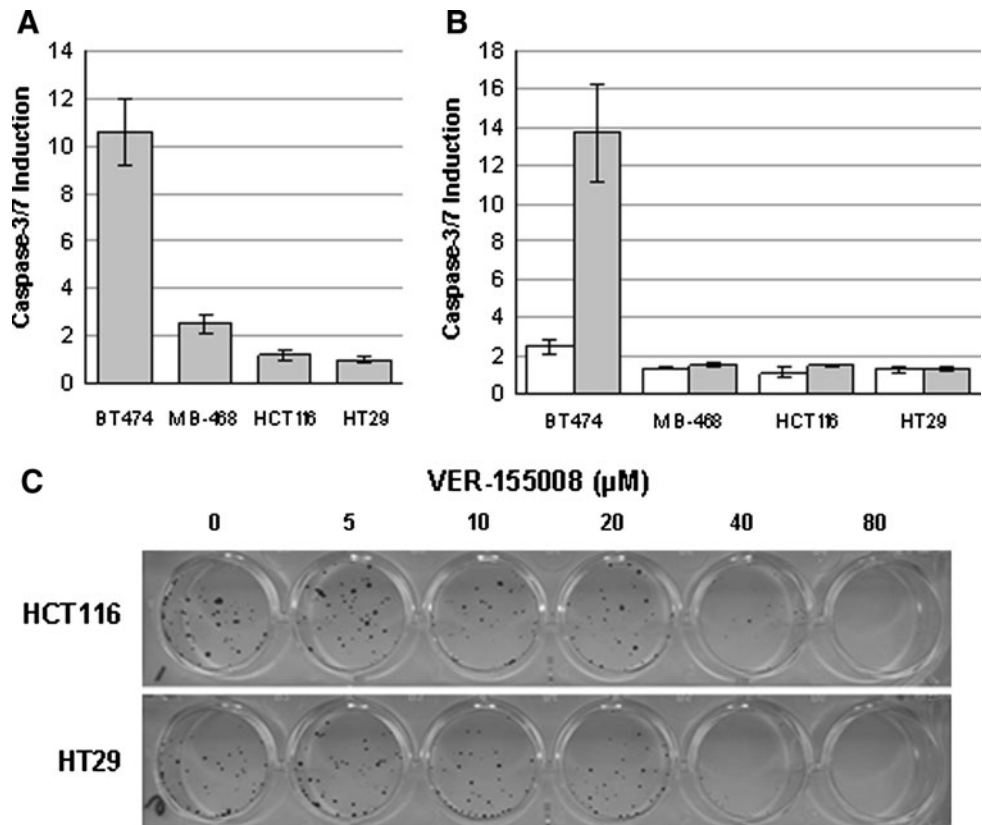 A
Caspase-3/7 Induction
14
12
10
8
6
4
2
0
BT474 MB-468 HCT116 HT29
B
Caspase-3/7 Induction
18
16
14
12
10
8
6
4
2
0
BT474 MB-468 HCT116 HT29
C
VER-155008 (µM)
0 5 10 20 40 80
HCT116
HT29